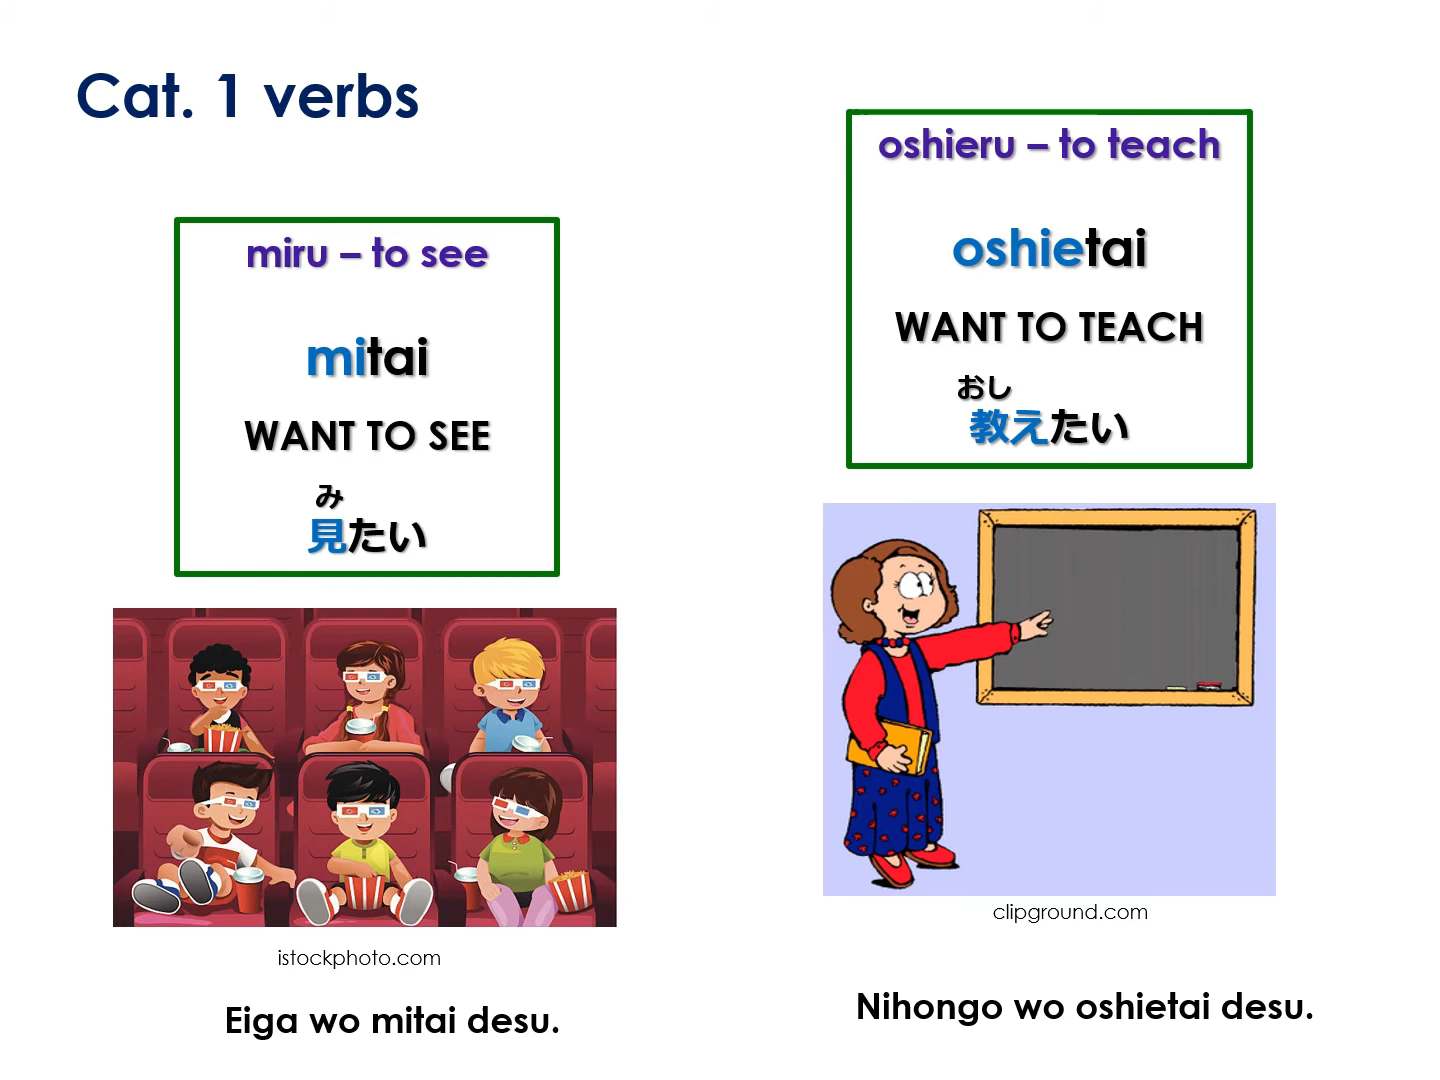 Cat. 1 verbs
miru – to see
mitai
WANT TO SEE
み
見たい
istockphoto.com
Eiga wo mitai desu.
oshieru – to teach
oshietai
WANT TO TEACH
おし
教えたい
clipground.com
Nihongo wo oshietai desu.